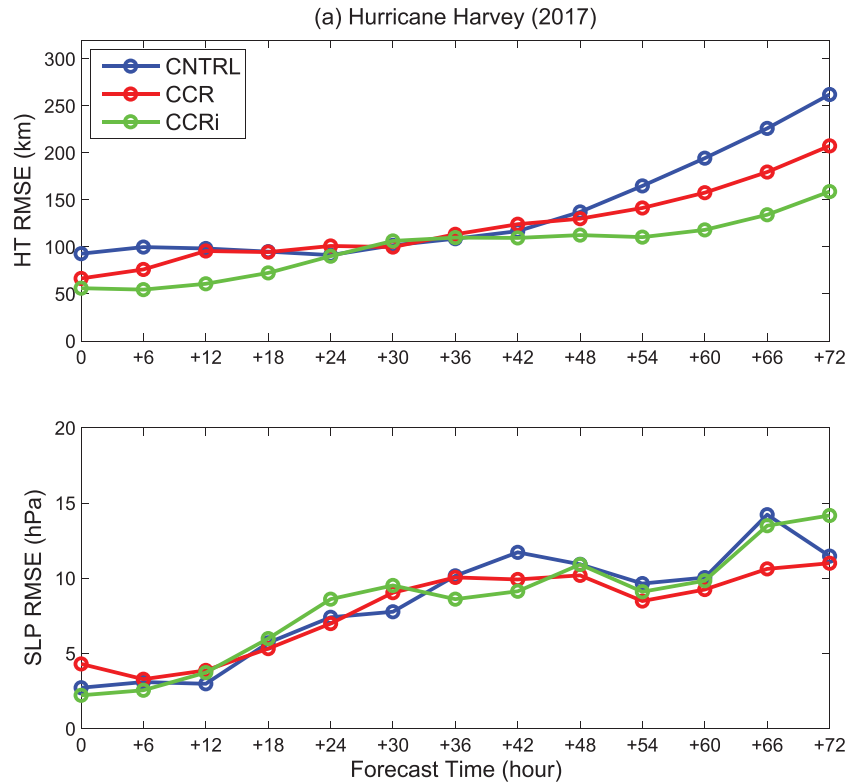 (a) Hurricane Harvey (2017)
HT RMSE (km)
300
250
200
150
100
50
0
CNTRL
CCR
CCRi
0 +6 +12 +18 +24 +30 +36 +42 +48 +54 +60 +66 +72
SLP RMSE (hPa)
20
15
10
5
0
0 +6 +12 +18 +24 +30 +36 +42 +48 +54 +60 +66 +72
Forecast Time (hour)